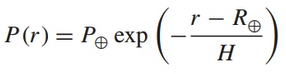 P(r) = P⊕ exp ( − r − R⊕ / H )